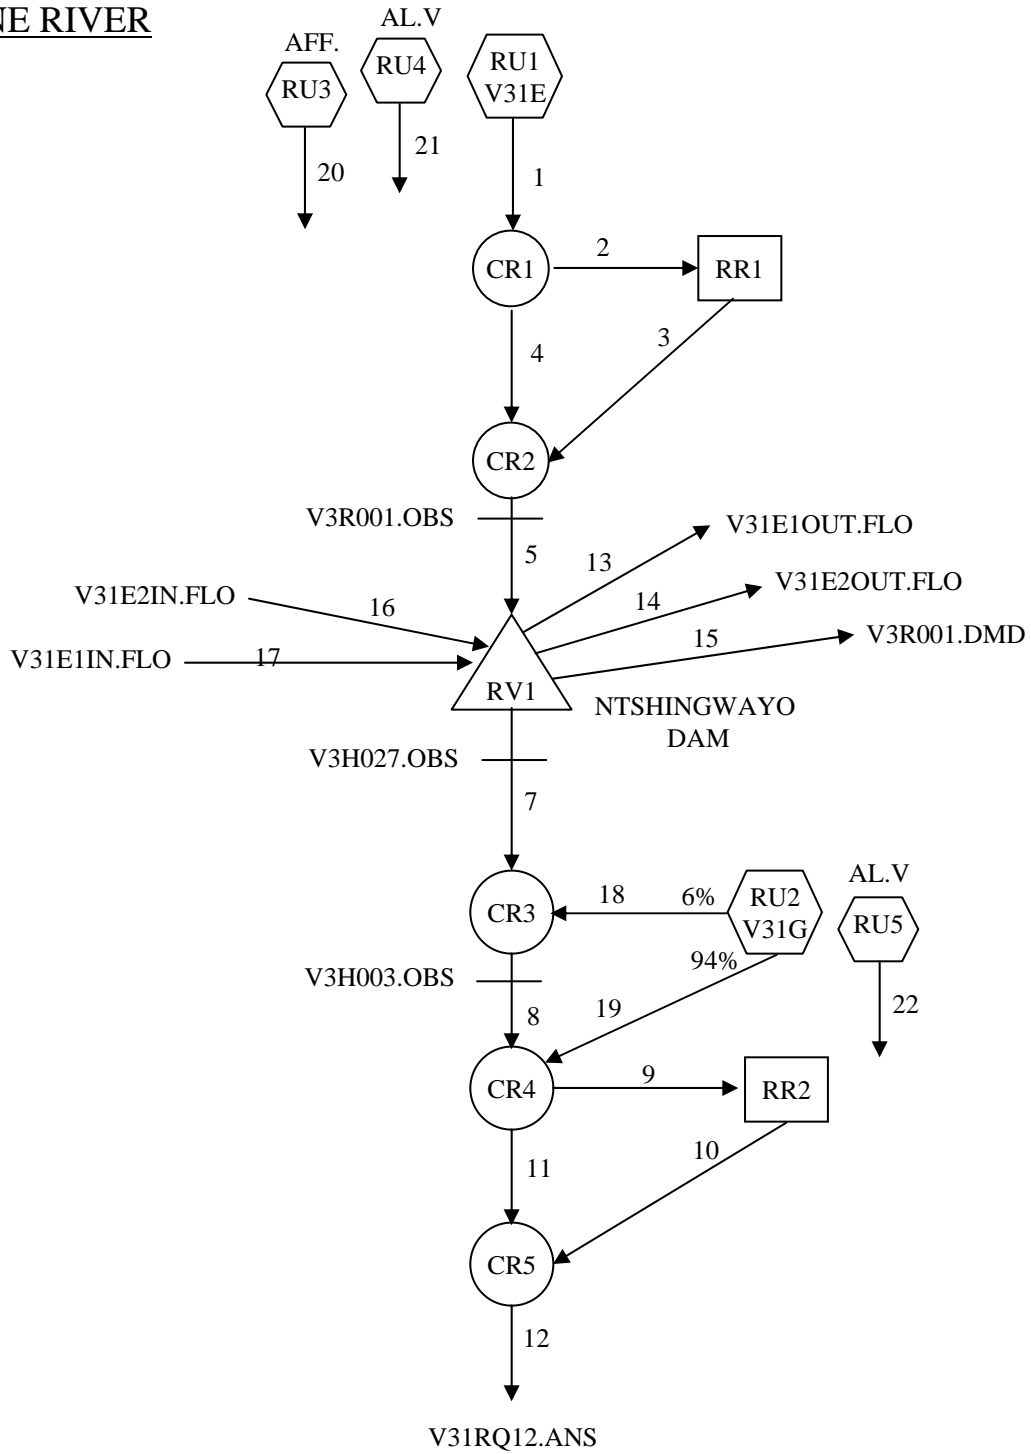 NE RIVER
AL.V
AFF.
RU3
RU4
RU1
V31E
20
21
1
CR1
2
RR1
4
3
CR2
V3R001.OBS
5
13
V31E1OUT.FLO
V31E2IN.FLO
16
14
V31E2OUT.FLO
V31E1IN.FLO
17
15
V3R001.DMD
RV1
NTSHINGWAYO
DAM
V3H027.OBS
7
AL.V
CR3
18
6%
RU2
V31G
RU5
94%
V3H003.OBS
8
19
22
CR4
9
RR2
11
10
CR5
12
V31RQ12.ANS